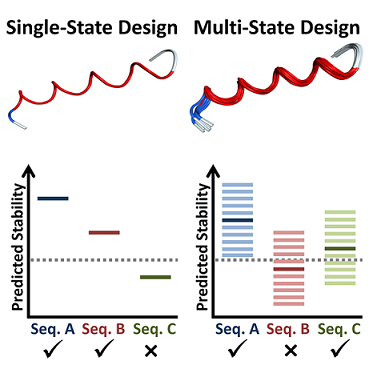 Single-State Design
Multi-State Design
Predicted Stability
Predicted Stability
Seq. A Seq. B Seq. C
Seq. A Seq. B Seq. C